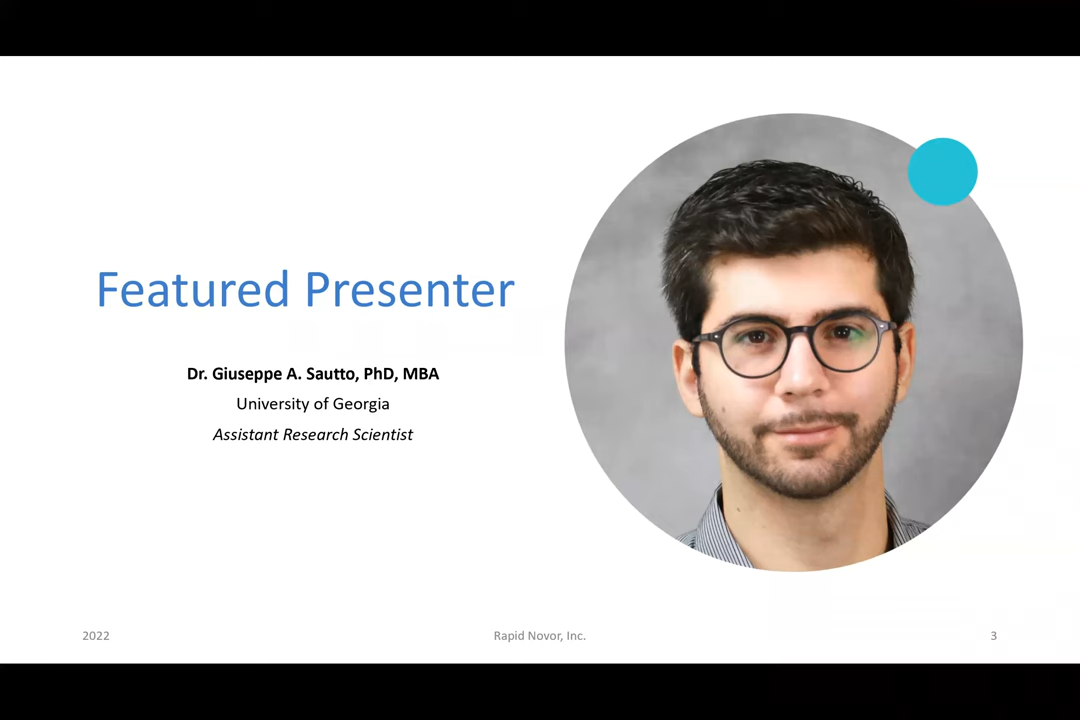 Featured Presenter
Dr. Giuseppe A. Sautto, PhD, MBA
University of Georgia
Assistant Research Scientist
2022
Rapid Novor, Inc.
3